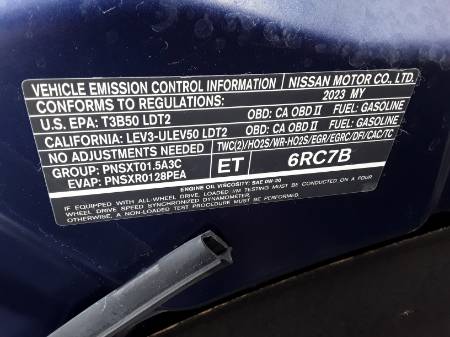 VEHICLE EMISSION CONTROL INFORMATION NISSAN MOTOR CO., LTD.
CONFORMS TO REGULATIONS: 2023 MY
U.S. EPA: T3B50 LDT2 OBD: CA OBD II FUEL: GASOLINE
CALIFORNIA: LEV3-ULEV50 LDT2 OBD: CA OBD II FUEL: GASOLINE
NO ADJUSTMENTS NECESSARY TWC(2)/HO2S/WR-HO2S/EGR/EGRC/DFI/CAC/TC
GROUP: PNSXT01.5A3C ET 6RC7B
EVAP: PNSXR0128PEA
ENGINE OIL VISCOSITY: SAE 0W-20
IF EQUIPPED WITH ALL-WHEEL DRIVE, LOADED I/M TESTING MUST BE CONDUCTED ON A FOUR
WHEEL DRIVE SPEED SYNCHRONIZED DYNAMOMETER.
OTHERWISE, A NON-LOADED TEST MUST BE CONDUCTED.